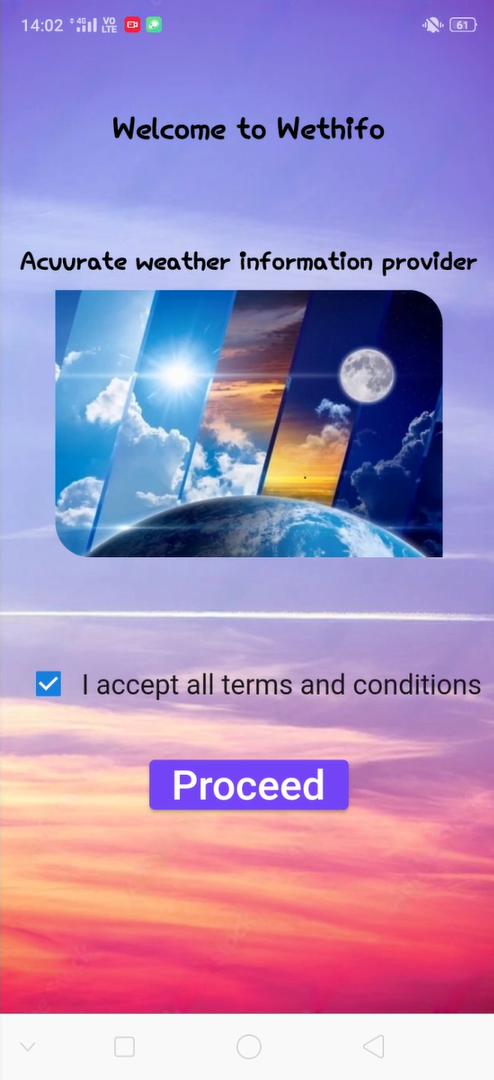 14:02 4G VO LTE 61
Welcome to Wethifo
Acuurate weather information provider
I accept all terms and conditions
Proceed